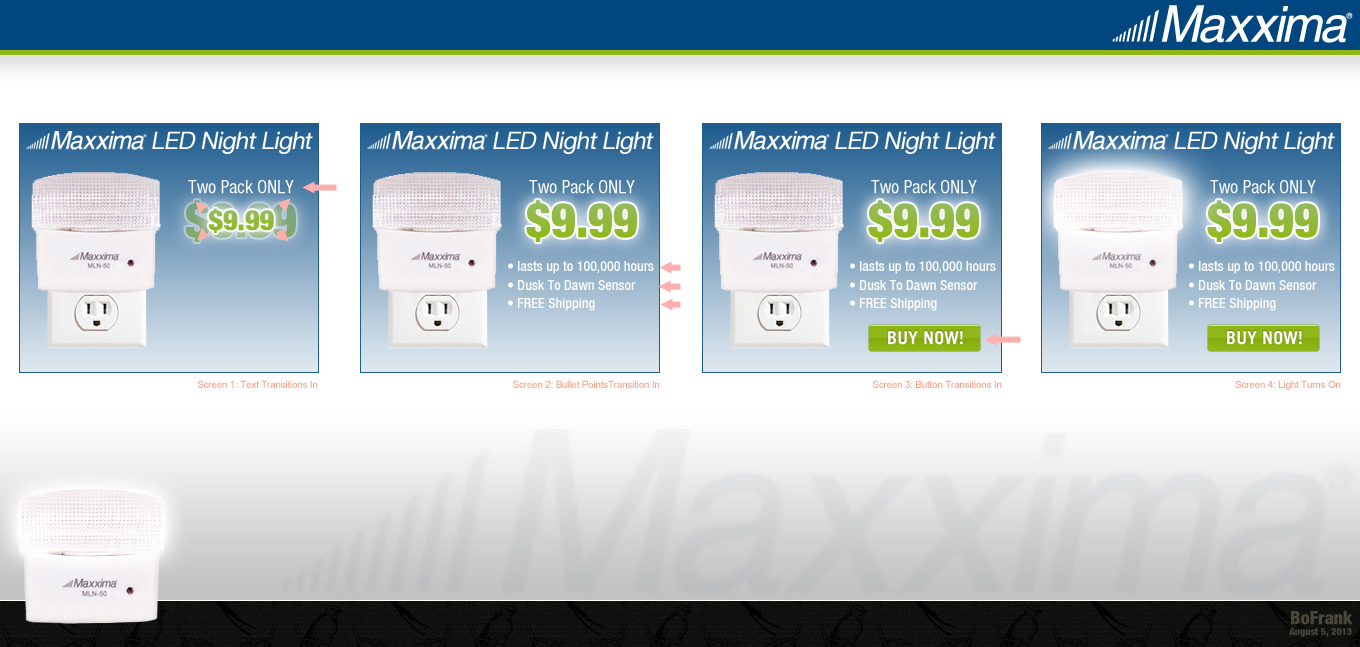 Maxxima®
Maxxima® LED Night Light
Two Pack ONLY
$9.99
$9.99
Maxxima®
MLN-50
Screen 1: Text Transitions In
Maxxima® LED Night Light
Two Pack ONLY
$9.99
• lasts up to 100,000 hours
• Dusk To Dawn Sensor
• FREE Shipping
Maxxima®
MLN-50
Screen 2: Bullet PointsTransition In
Maxxima® LED Night Light
Two Pack ONLY
$9.99
• lasts up to 100,000 hours
• Dusk To Dawn Sensor
• FREE Shipping
BUY NOW!
Maxxima®
MLN-50
Screen 3: Button Transitions In
Maxxima® LED Night Light
Two Pack ONLY
$9.99
• lasts up to 100,000 hours
• Dusk To Dawn Sensor
• FREE Shipping
BUY NOW!
Maxxima®
MLN-50
Screen 4: Light Turns On
Maxxima®
Maxxima®
MLN-50
BoFrank
August 5, 2013